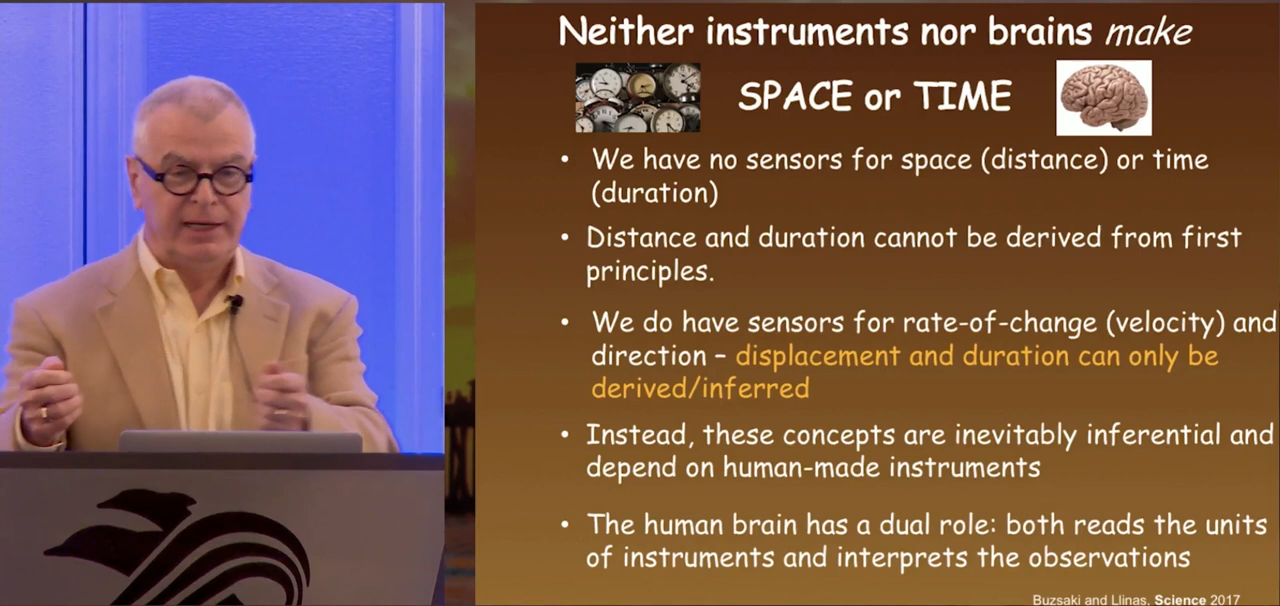 Neither instruments nor brains make
SPACE or TIME
• We have no sensors for space (distance) or time
(duration)
• Distance and duration cannot be derived from first
principles.
• We do have sensors for rate-of-change (velocity) and
direction – displacement and duration can only be
derived/inferred
• Instead, these concepts are inevitably inferential and
depend on human-made instruments
• The human brain has a dual role: both reads the units
of instruments and interprets the observations
Buzsaki and Llinas, Science 2017